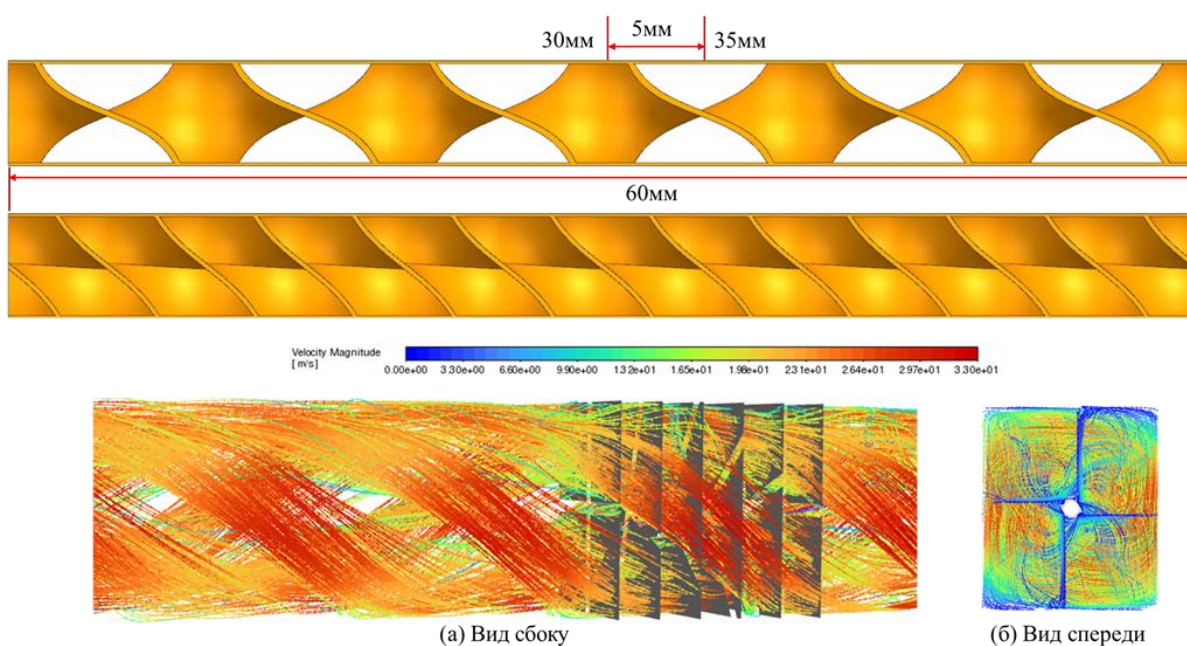 30мм
5мм
35мм
60мм
Velocity Magnitude
[ m/s]
0.00e+00 3.30e+00 6.60e+00 9.90e+00 1.32e+01 1.65e+01 1.98e+01 2.31e+01 2.64e+01 2.97e+01 3.30e+01
(а) Вид сбоку
(б) Вид спереди